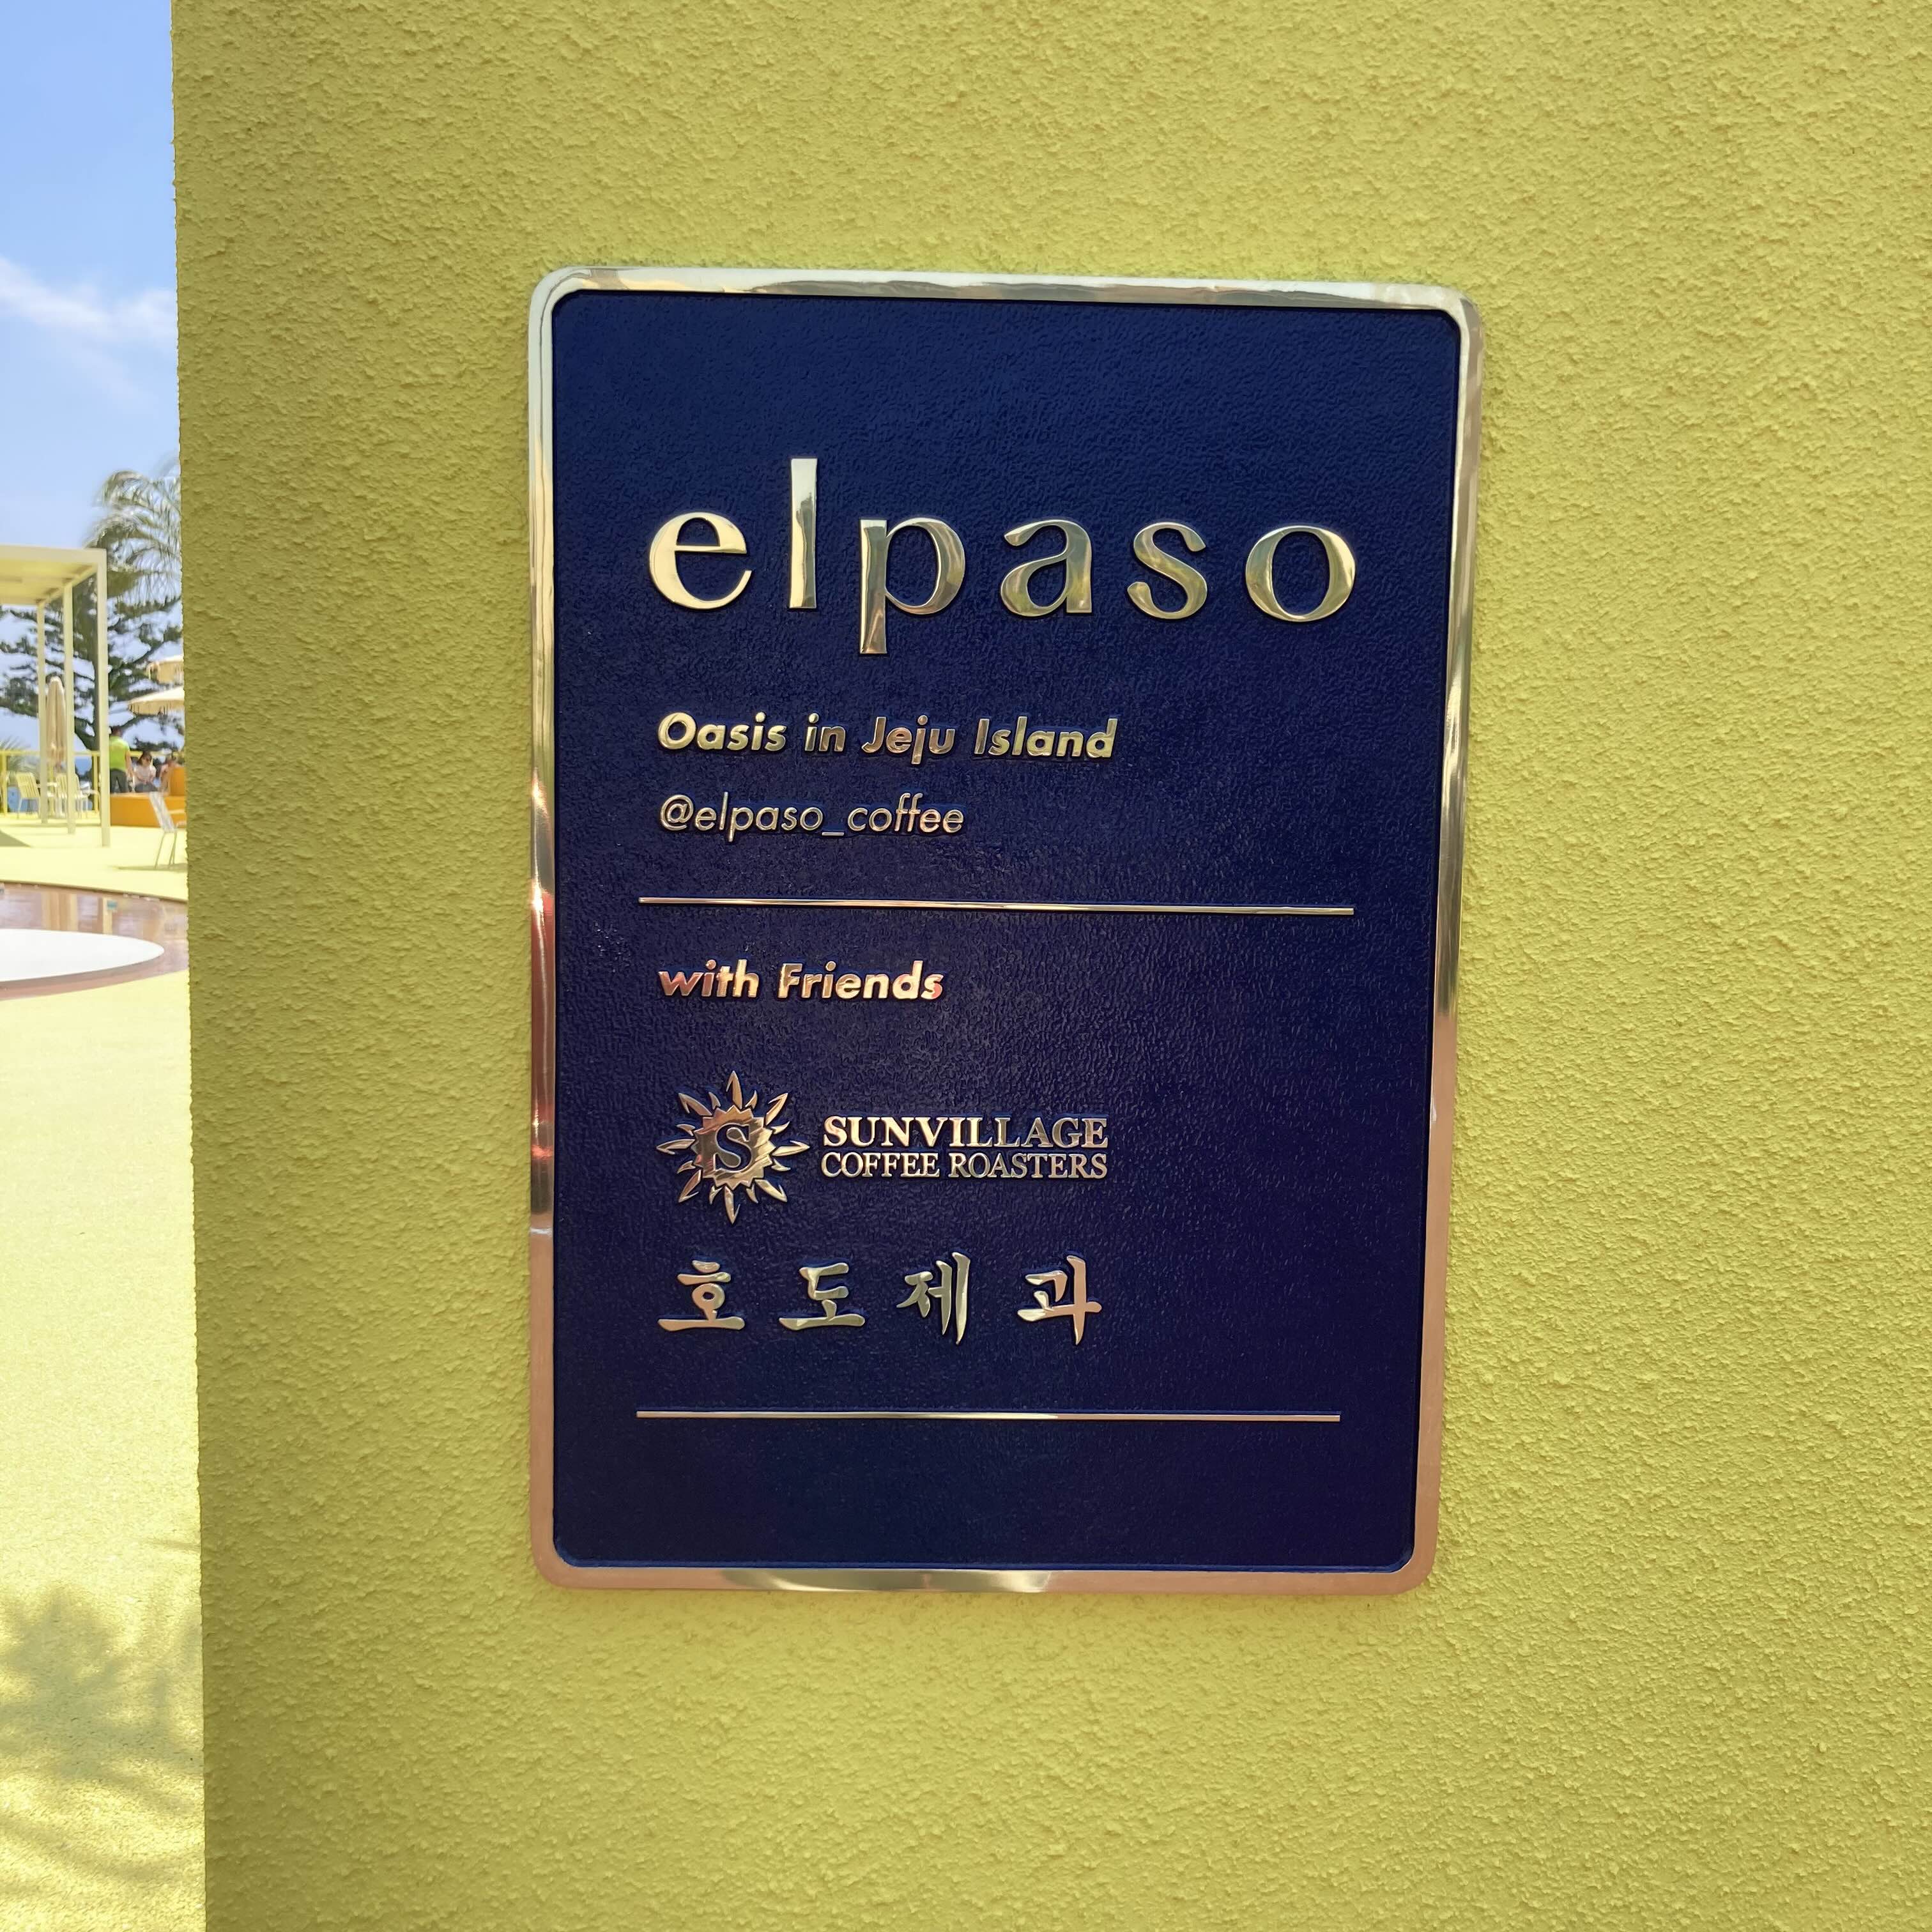 elpaso
Oasis in Jeju Island
@elpaso_coffee
with Friends
S
SUNVILLAGE
COFFEE ROASTERS
호도제과